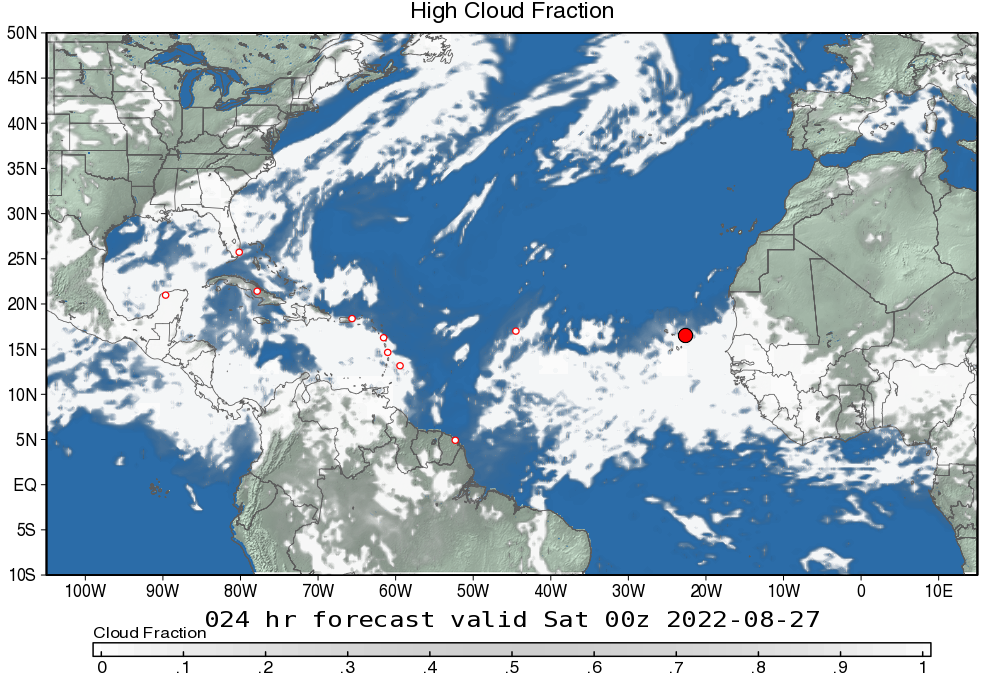 High Cloud Fraction
50N
45N
40N
35N
30N
25N
20N
15N
10N
5N
EQ
5S
10S
100W 90W 80W 70W 60W 50W 40W 30W 20W 10W 0 10E
024 hr forecast valid Sat 00z 2022-08-27
Cloud Fraction
0 .1 .2 .3 .4 .5 .6 .7 .8 .9 1